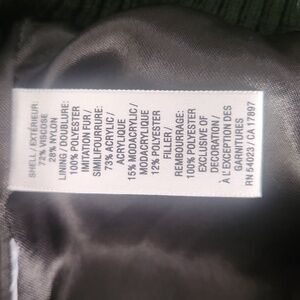 SHELL / EXTÉRIEUR:
72% VISCOSE
28% NYLON
LINING / DOUBLURE:
100% POLYESTER
IMITATION FUR /
SIMILIFOURRURE:
73% ACRYLIC /
ACRYLIQUE
15% MODACRYLIC /
MODACRYLIQUE
12% POLYESTER
FILLER /
REMBOURRAGE:
100% POLYESTER
EXCLUSIVE OF
DECORATION /
À L'EXCEPTION DES
GARNITURES
RN 54023 / CA 17897